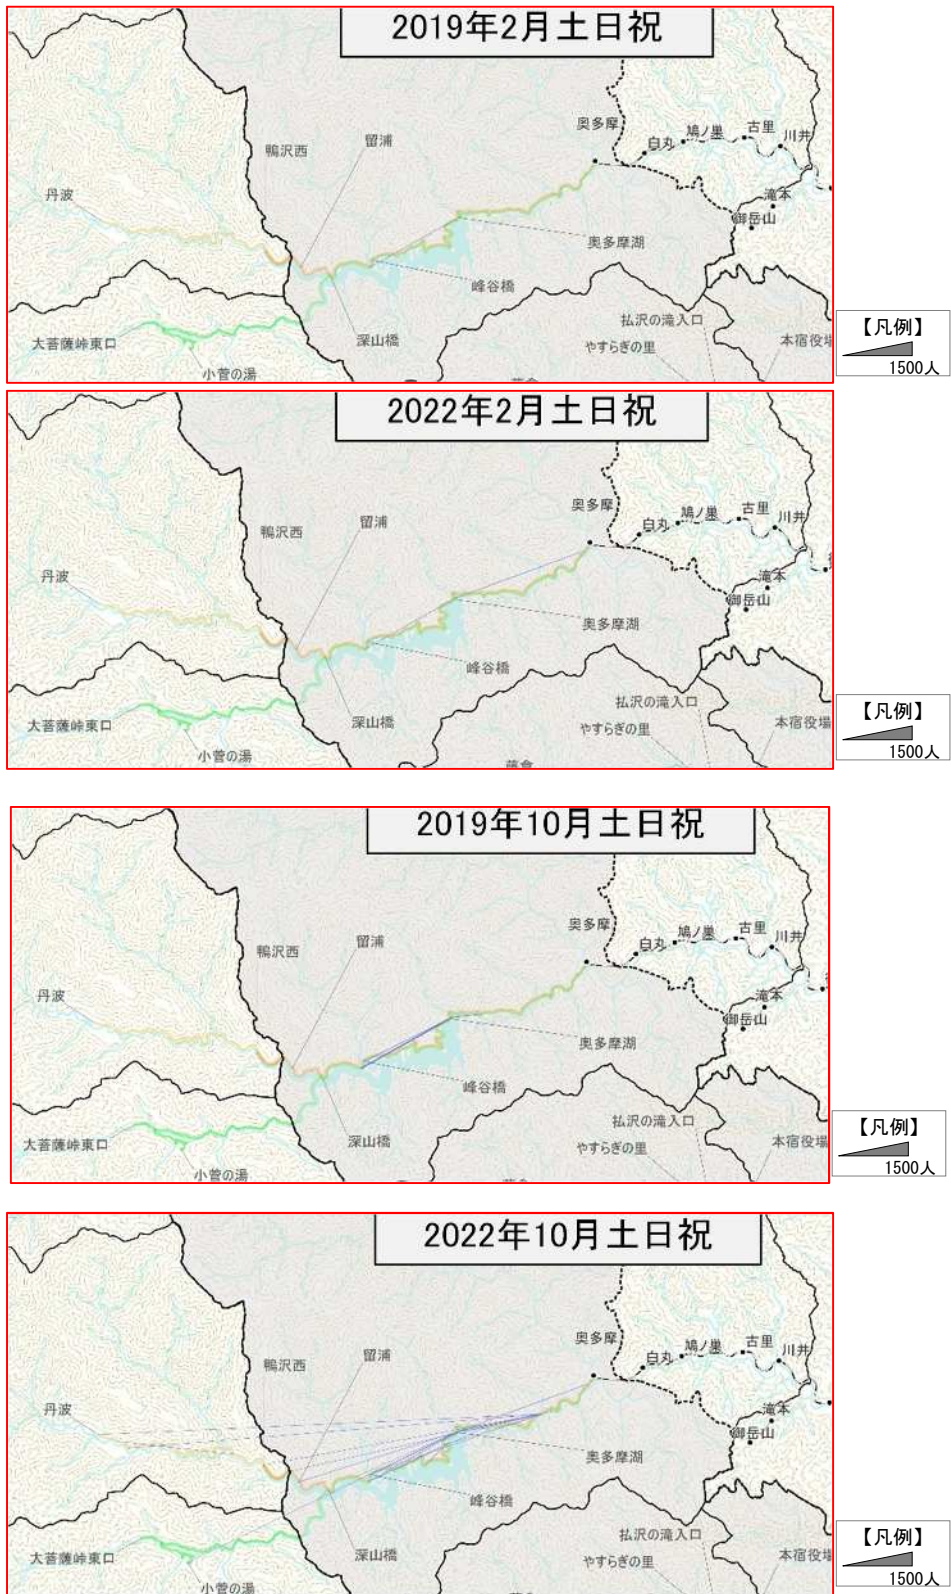 2019年2月土日祝
奥多摩
白丸
鳩ノ巣
古里
川井
留浦
鴨沢西
丹波
滝本
御岳山
奥多摩湖
峰谷橋
払沢の滝入口
やすらぎの里
本宿役場
深山橋
大菩薩峠東口
小菅の湯
【凡例】
1500人
2022年2月土日祝
奥多摩
白丸
鳩ノ巣
古里
川井
留浦
鴨沢西
丹波
滝本
御岳山
奥多摩湖
峰谷橋
払沢の滝入口
やすらぎの里
本宿役場
深山橋
大菩薩峠東口
小菅の湯
【凡例】
1500人
2019年10月土日祝
奥多摩
白丸
鳩ノ巣
古里
川井
留浦
鴨沢西
丹波
滝本
御岳山
奥多摩湖
峰谷橋
払沢の滝入口
やすらぎの里
本宿役場
深山橋
大菩薩峠東口
小菅の湯
【凡例】
1500人
2022年10月土日祝
奥多摩
白丸
鳩ノ巣
古里
川井
留浦
鴨沢西
丹波
滝本
御岳山
奥多摩湖
峰谷橋
払沢の滝入口
やすらぎの里
本宿役場
深山橋
大菩薩峠東口
小菅の湯
【凡例】
1500人